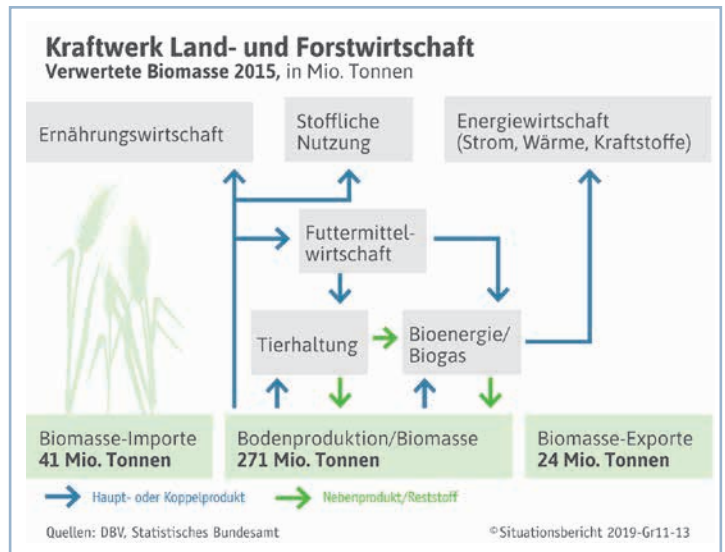 Kraftwerk Land- und Forstwirtschaft
Verwertete Biomasse 2015, in Mio. Tonnen
Ernährungswirtschaft
Stoffliche
Nutzung
Energiewirtschaft
(Strom, Wärme, Kraftstoffe)
Futtermittel-
wirtschaft
Tierhaltung
Bioenergie/
Biogas
Biomasse-Importe
41 Mio. Tonnen
Bodenproduktion/Biomasse
271 Mio. Tonnen
Biomasse-Exporte
24 Mio. Tonnen
Haupt- oder Koppelprodukt
Nebenprodukt/Reststoff
Quellen: DBV, Statistisches Bundesamt
©Situationsbericht 2019-Gr11-13